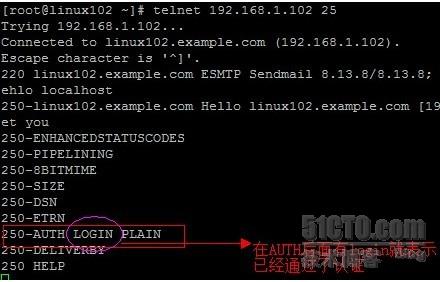 [root@linux102 ~]# telnet 192.168.1.102 25
Trying 192.168.1.102...
Connected to linux102.example.com (192.168.1.102).
Escape character is '^]'.
220 linux102.example.com ESMTP Sendmail 8.13.8/8.13.8;
ehlo localhost
250-linux102.example.com Hello linux102.example.com [19
et you
250-ENHANCEDSTATUSCODES
250-PIPELINING
250-8BITMIME
250-SIZE
250-DSN
250-ETRN
250-AUTH LOGIN PLAIN
250-DELIVERBY
250 HELP
在AUTH后面有login就表示
已经通过了认证
51CTO.com